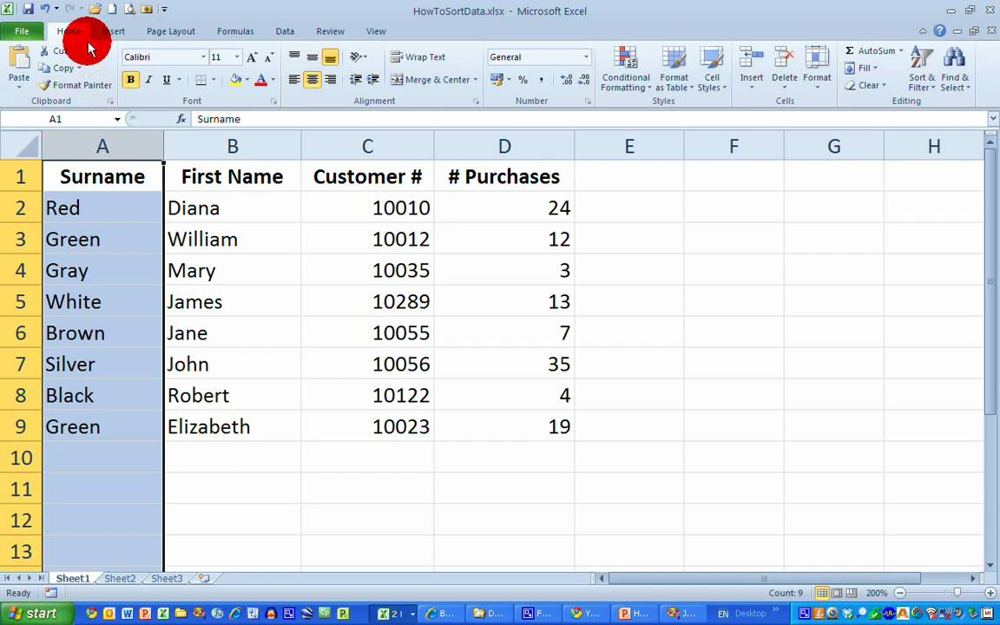 HowToSortData.xlsx - Microsoft Excel
File Home Insert Page Layout Formulas Data Review View
Paste
Copy
Format Painter
Clipboard
Calibri 11
B I U
Font
Wrap Text
Merge & Center
Alignment
General
Number
Conditional Formatting
Format as Table
Cell Styles
Styles
Insert Delete Format
Cells
Σ AutoSum
Fill
Clear
Sort & Filter
Find & Select
Editing
A1 fx Surname
A B C D E F G H
1 Surname First Name Customer # # Purchases
2 Red Diana 10010 24
3 Green William 10012 12
4 Gray Mary 10035 3
5 White James 10289 13
6 Brown Jane 10055 7
7 Silver John 10056 35
8 Black Robert 10122 4
9 Green Elizabeth 10023 19
10
11
12
13
Sheet1 Sheet2 Sheet3
Ready Count: 9 200%
start 2 B... D... F... Y... H... J... EN Desktop